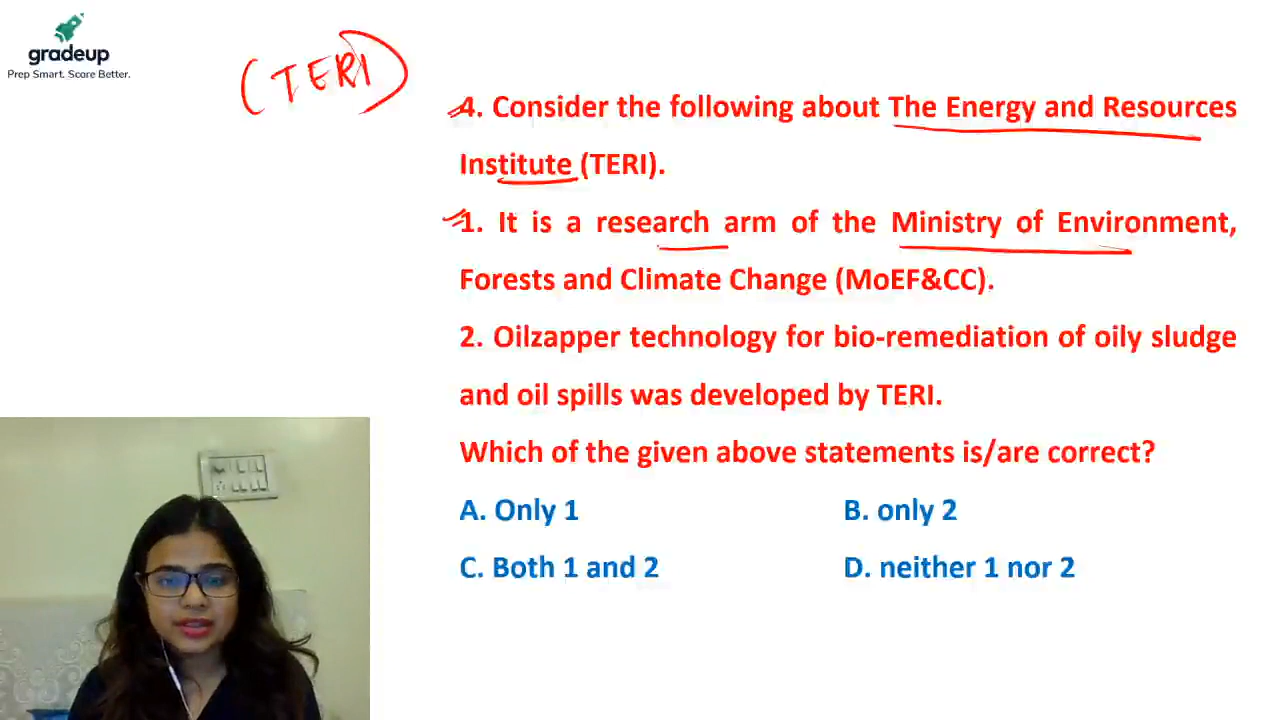 gradeup
Prep Smart. Score Better.
(TERI)
4. Consider the following about The Energy and Resources
Institute (TERI).
1. It is a research arm of the Ministry of Environment,
Forests and Climate Change (MoEF&CC).
2. Oilzapper technology for bio-remediation of oily sludge
and oil spills was developed by TERI.
Which of the given above statements is/are correct?
A. Only 1 B. only 2
C. Both 1 and 2 D. neither 1 nor 2